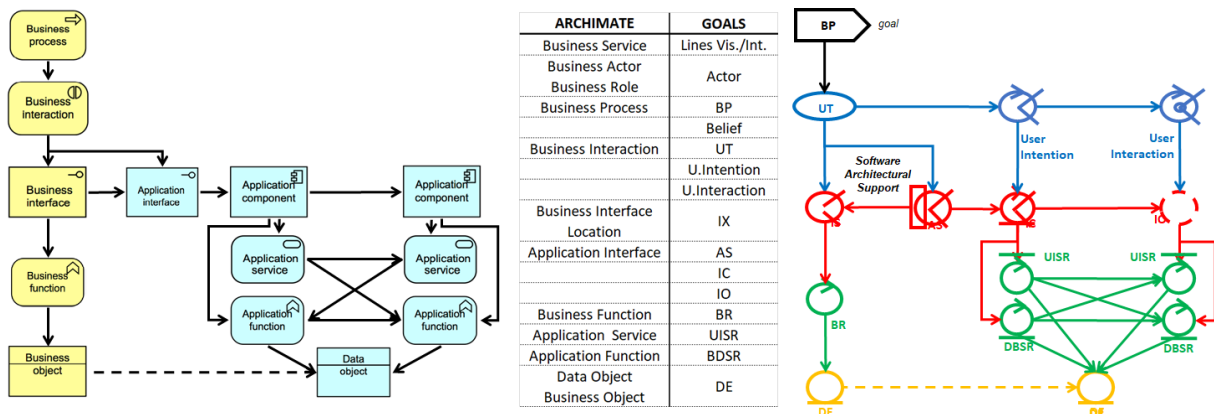 Business
process
Business
interaction
Business
interface
Application
interface
Application
component
Application
component
Application
service
Application
service
Business
function
Application
function
Application
function
Business
object
Data
object
ARCHIMATE GOALS
Business Service Lines Vis./Int.
Business Actor
Business Role
Actor
Business Process BP
Belief
Business Interaction UT
U.Intention
U.Interaction
Business Interface
Location
IX
Application Interface AS
IC
IO
Business Function BR
Application Service UISR
Application Function BDSR
Data Object
Business Object
DE
BP
goal
UT
User
Intention
User
Interaction
Software
Architectural
Support
AS
IO
UISR
UISR
BR
DBSR
DBSR
DE